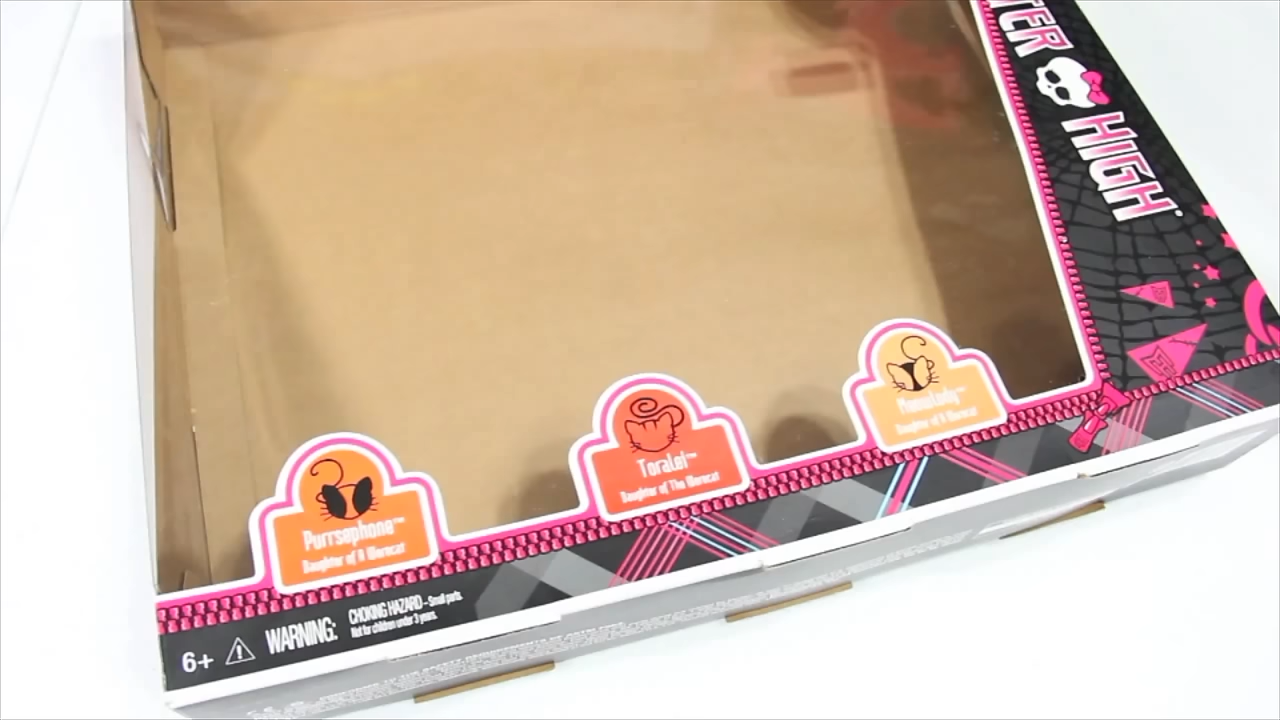 TER
HIGH
Purrsephone™
Daughter of A Werecat
Toralei™
Daughter of The Werecat
Meowlody™
Daughter of A Werecat
6+
WARNING:
CHOKING HAZARD - Small parts.
Not for children under 3 years.